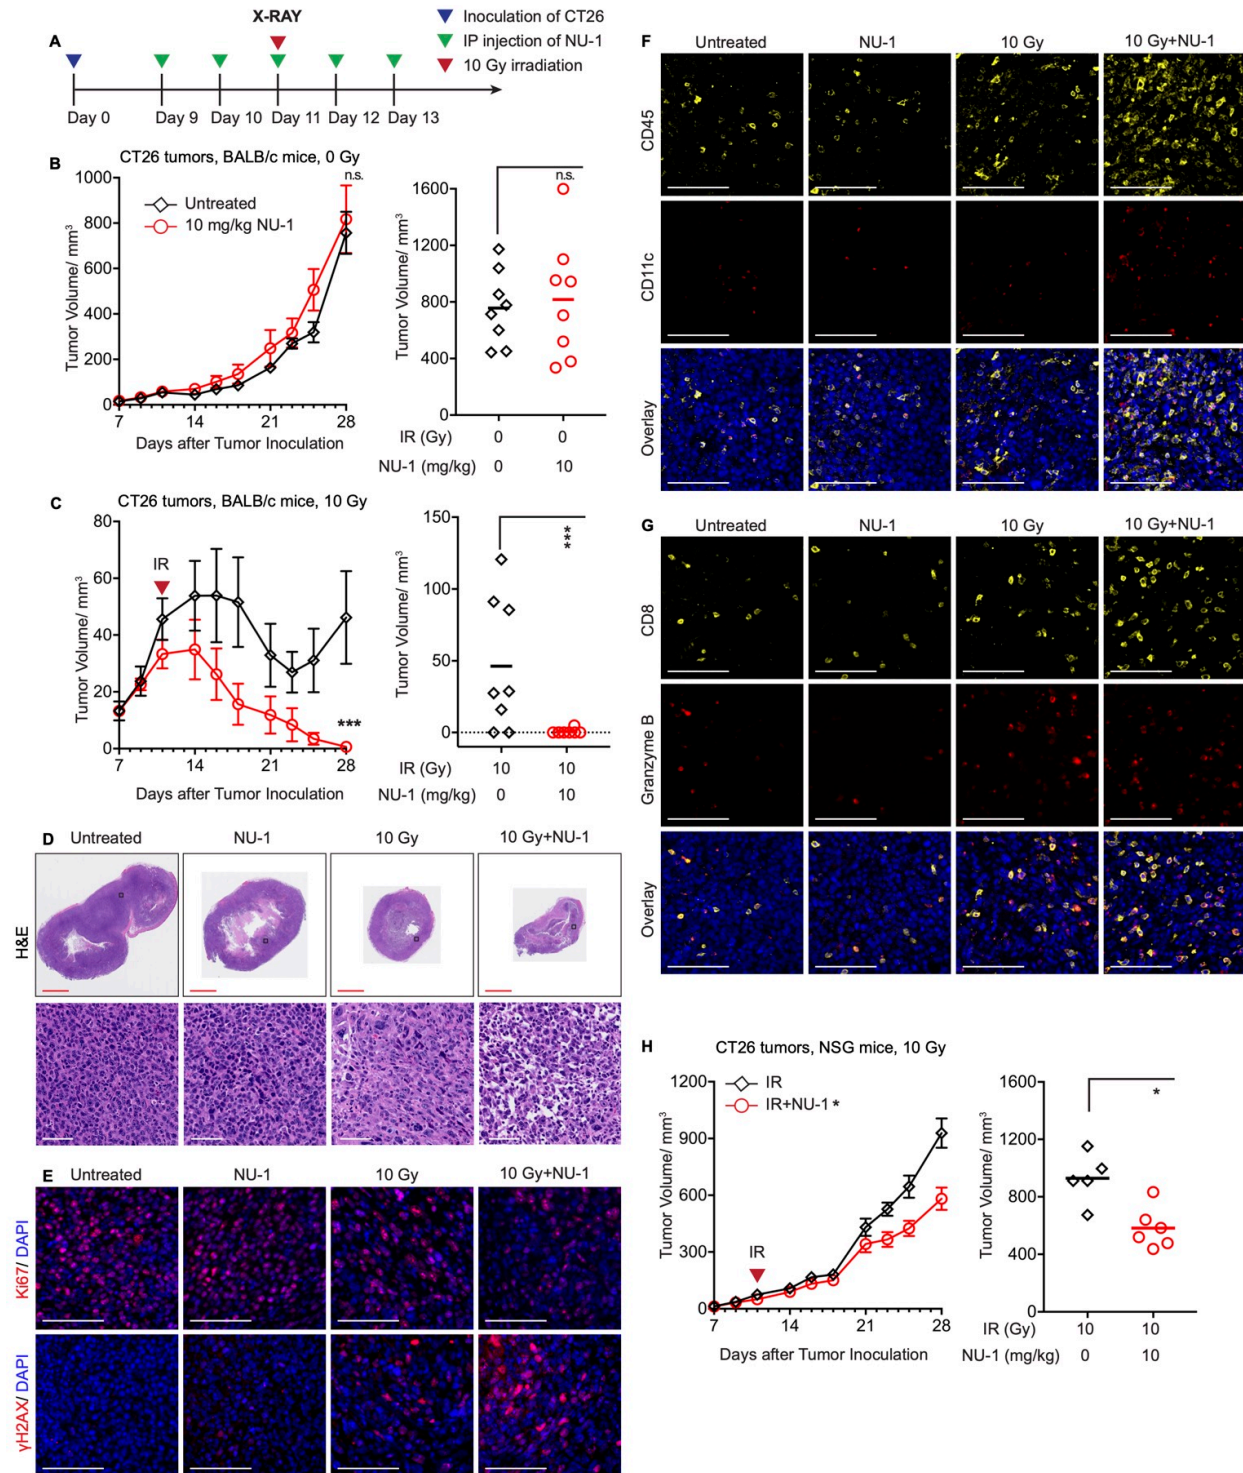 A
X-RAY
Inoculation of CT26
IP injection of NU-1
10 Gy irradiation
Day 0 Day 9 Day 10 Day 11 Day 12 Day 13
B
CT26 tumors, BALB/c mice, 0 Gy
Tumor Volume/ mm³
1000
800
600
400
200
0
Untreated
10 mg/kg NU-1
n.s.
7 14 21 28
Days after Tumor Inoculation
Tumor Volume/ mm³
1600
1200
800
400
0
n.s.
IR (Gy) 0 0
NU-1 (mg/kg) 0 10
C
CT26 tumors, BALB/c mice, 10 Gy
Tumor Volume/ mm³
80
60
40
20
0
IR
***
7 14 21 28
Days after Tumor Inoculation
Tumor Volume/ mm³
150
100
50
0
***
IR (Gy) 10 10
NU-1 (mg/kg) 0 10
D
Untreated NU-1 10 Gy 10 Gy+NU-1
H&E
E
Untreated NU-1 10 Gy 10 Gy+NU-1
Ki67/ DAPI
γH2AX/ DAPI
F
Untreated NU-1 10 Gy 10 Gy+NU-1
CD45
CD11c
Overlay
G
Untreated NU-1 10 Gy 10 Gy+NU-1
CD8
Granzyme B
Overlay
H
CT26 tumors, NSG mice, 10 Gy
Tumor Volume/ mm³
1200
900
600
300
0
IR
IR+NU-1 *
IR
7 14 21 28
Days after Tumor Inoculation
Tumor Volume/ mm³
1600
1200
800
400
0
*
IR (Gy) 10 10
NU-1 (mg/kg) 0 10